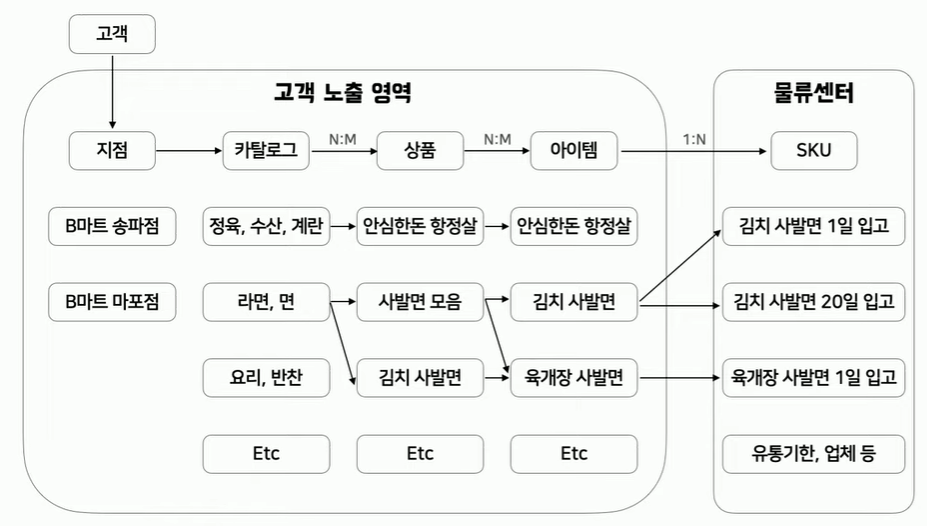 고객
고객 노출 영역
물류센터
지점
카탈로그
N:M
상품
N:M
아이템
1:N
SKU
B마트 송파점
정육, 수산, 계란
안심한돈 항정살
안심한돈 항정살
김치 사발면 1일 입고
B마트 마포점
라면, 면
사발면 모음
김치 사발면
김치 사발면 20일 입고
요리, 반찬
김치 사발면
육개장 사발면
육개장 사발면 1일 입고
Etc
Etc
Etc
유통기한, 업체 등